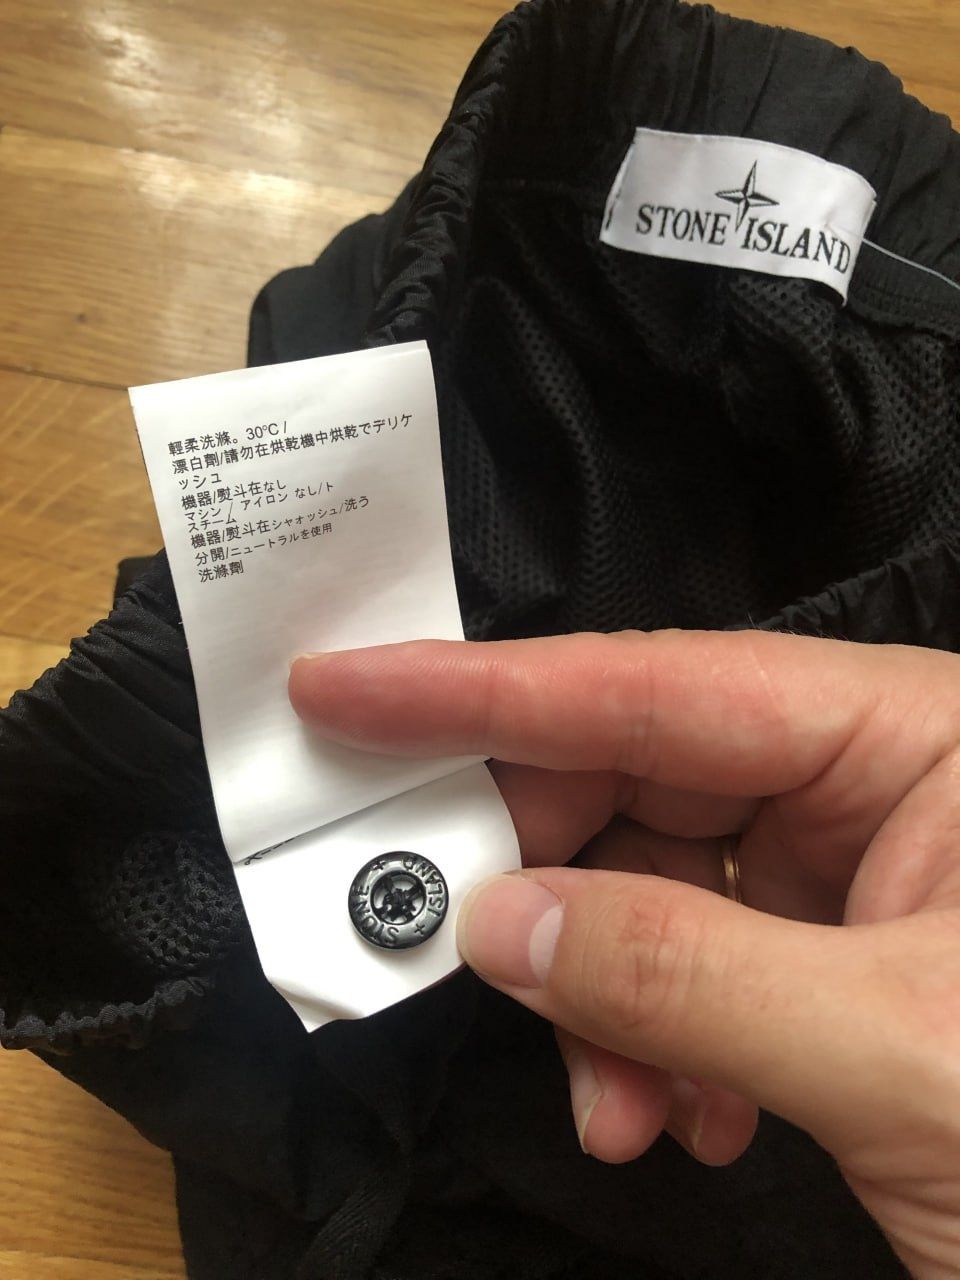 STONE ISLAND
輕柔洗滌。30°C /
漂白劑/請勿在烘乾機中烘乾でデリケ
ッシュ
機器/熨斗在なし
マシン / アイロン なし/ト
スチーム
機器/熨斗在シャォッシュ/洗う
分開/ニュートラルを使用
洗滌劑
STONE + ISLAND +